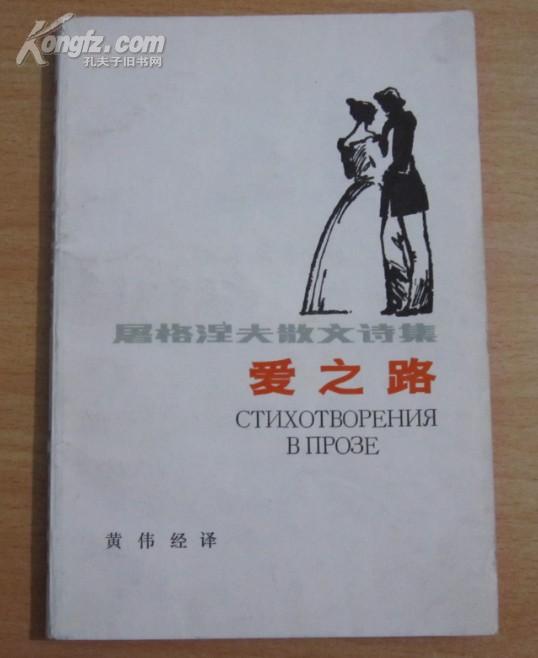 Kongfz.com
孔夫子旧书网
屠格涅夫散文诗集
爱之路
СТИХОТВОРЕНИЯ
В ПРОЗЕ
黄伟经译